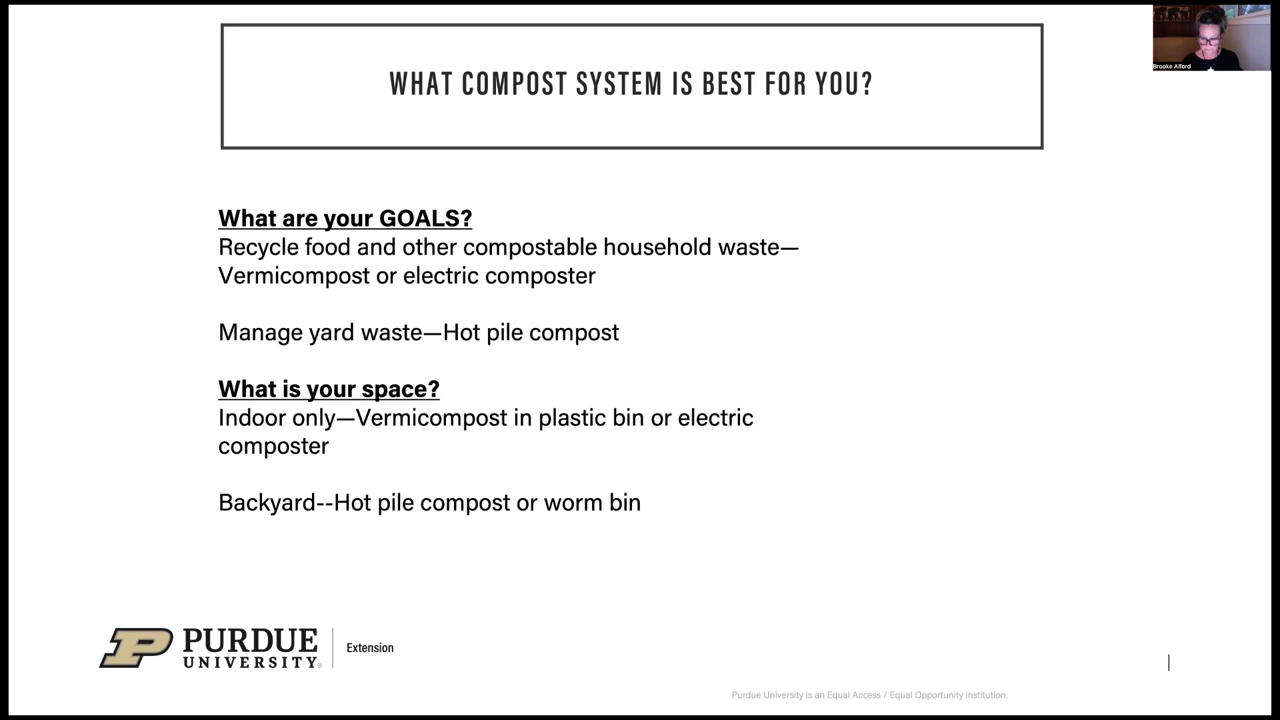 WHAT COMPOST SYSTEM IS BEST FOR YOU?
Brooke Alford
What are your GOALS?
Recycle food and other compostable household waste—
Vermicompost or electric composter
Manage yard waste—Hot pile compost
What is your space?
Indoor only—Vermicompost in plastic bin or electric
composter
Backyard--Hot pile compost or worm bin
P PURDUE
UNIVERSITY®
Extension
Purdue University is an Equal Access / Equal Opportunity institution.